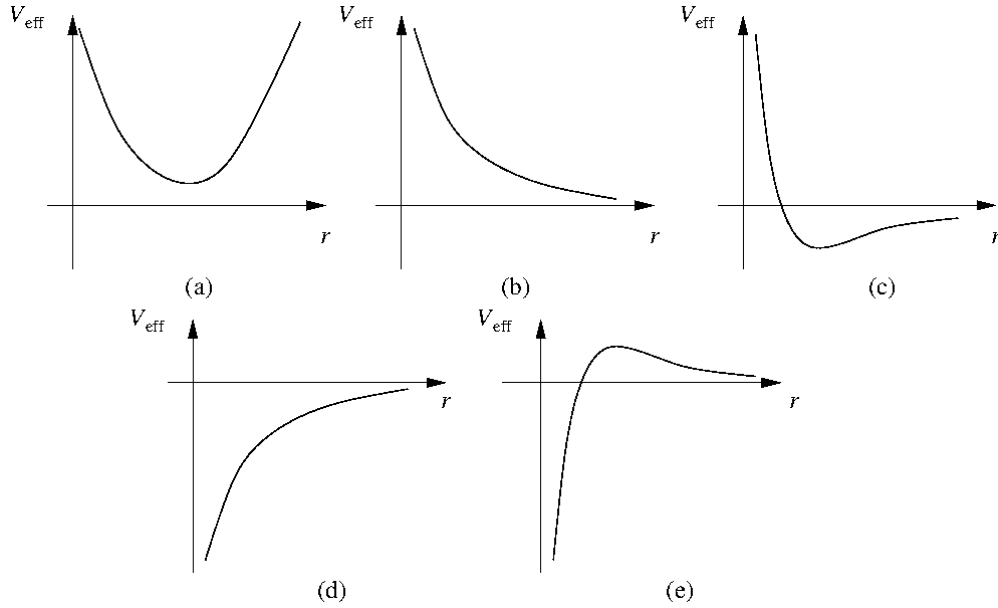 V_eff V_eff V_eff
r r r
(a) (b) (c)
V_eff V_eff
r r
(d) (e)